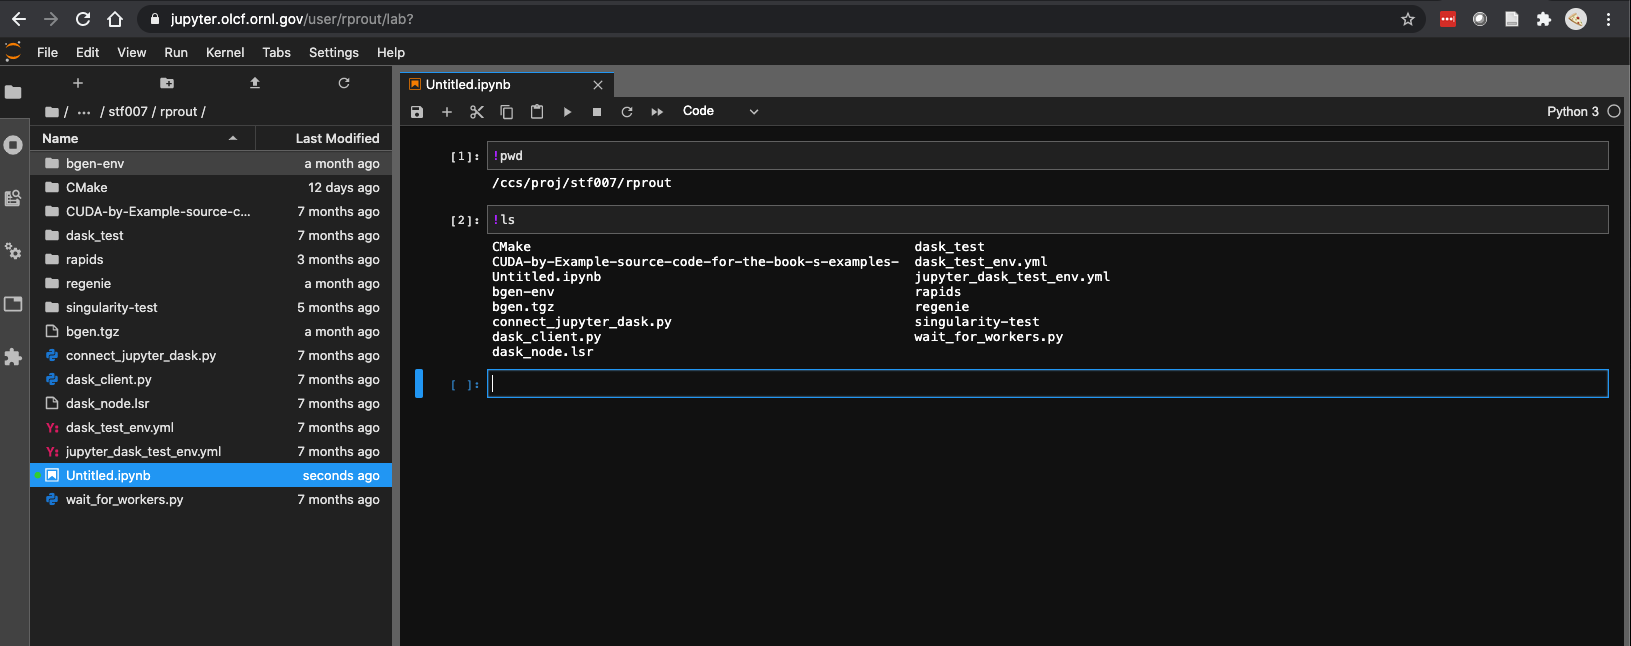 jupyter.olcf.ornl.gov/user/rprout/lab?
File Edit View Run Kernel Tabs Settings Help
/ ... / stf007 / rprout /
Name Last Modified
bgen-env a month ago
CMake 12 days ago
CUDA-by-Example-source-c... 7 months ago
dask_test 7 months ago
rapids 3 months ago
regenie a month ago
singularity-test 5 months ago
bgen.tgz a month ago
connect_jupyter_dask.py 7 months ago
dask_client.py 7 months ago
dask_node.lsr 7 months ago
Y: dask_test_env.yml 7 months ago
Y: jupyter_dask_test_env.yml 7 months ago
Untitled.ipynb seconds ago
wait_for_workers.py 7 months ago
Untitled.ipynb
Code Python 3
[1]: !pwd
/ccs/proj/stf007/rprout
[2]: !ls
CMake dask_test
CUDA-by-Example-source-code-for-the-book-s-examples- dask_test_env.yml
Untitled.ipynb jupyter_dask_test_env.yml
bgen-env rapids
bgen.tgz regenie
connect_jupyter_dask.py singularity-test
dask_client.py wait_for_workers.py
dask_node.lsr
[ ]: